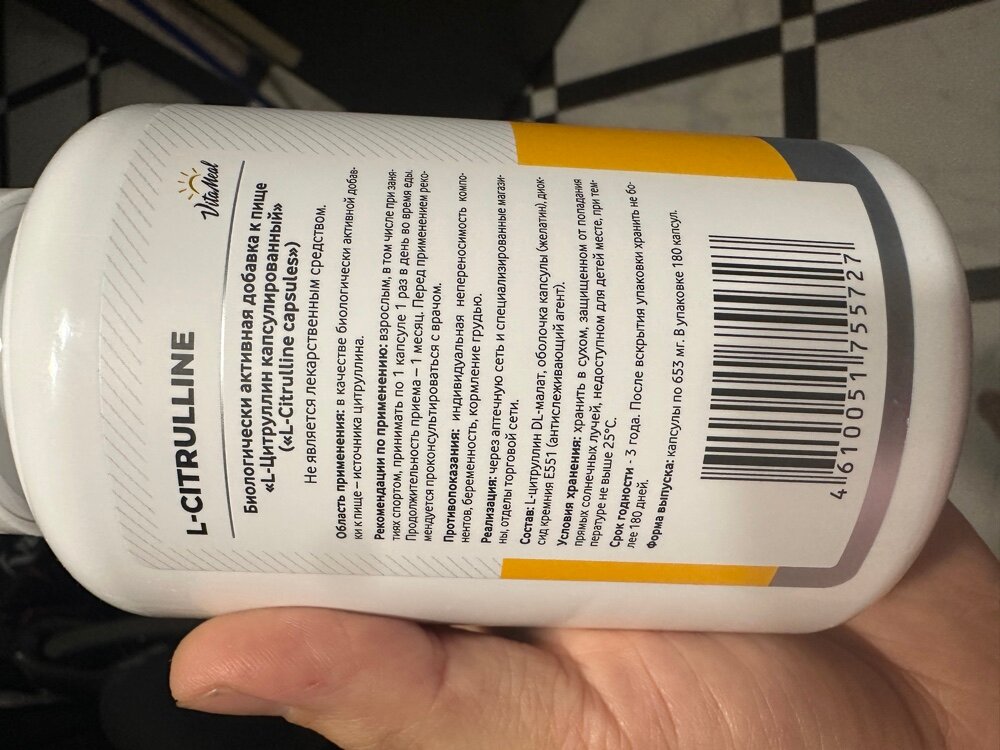 L-CITRULLINE
VitaMeal
Биологически активная добавка к пище
«L-Цитруллин капсулированный»
(«L-Citrulline capsules»)
Не является лекарственным средством.
Область применения: в качестве биологически активной добав-
ки к пище – источника цитруллина.
Рекомендации по применению: взрослым, в том числе при заня-
тиях спортом, принимать по 1 капсуле 1 раз в день во время еды.
Продолжительность приема – 1 месяц. Перед применением реко-
мендуется проконсультироваться с врачом.
Противопоказания: индивидуальная непереносимость компо-
нентов, беременность, кормление грудью.
Реализация: через аптечную сеть и специализированные магази-
ны, отделы торговой сети.
Состав: L-цитруллин DL-малат, оболочка капсулы (желатин), диок-
сид кремния Е551 (антислеживающий агент).
Условия хранения: хранить в сухом, защищенном от попадания
прямых солнечных лучей, недоступном для детей месте, при тем-
пературе не выше 25°С.
Срок годности - 3 года. После вскрытия упаковки хранить не бо-
лее 180 дней.
Форма выпуска: капсулы по 653 мг. В упаковке 180 капсул.
4 610051 755727